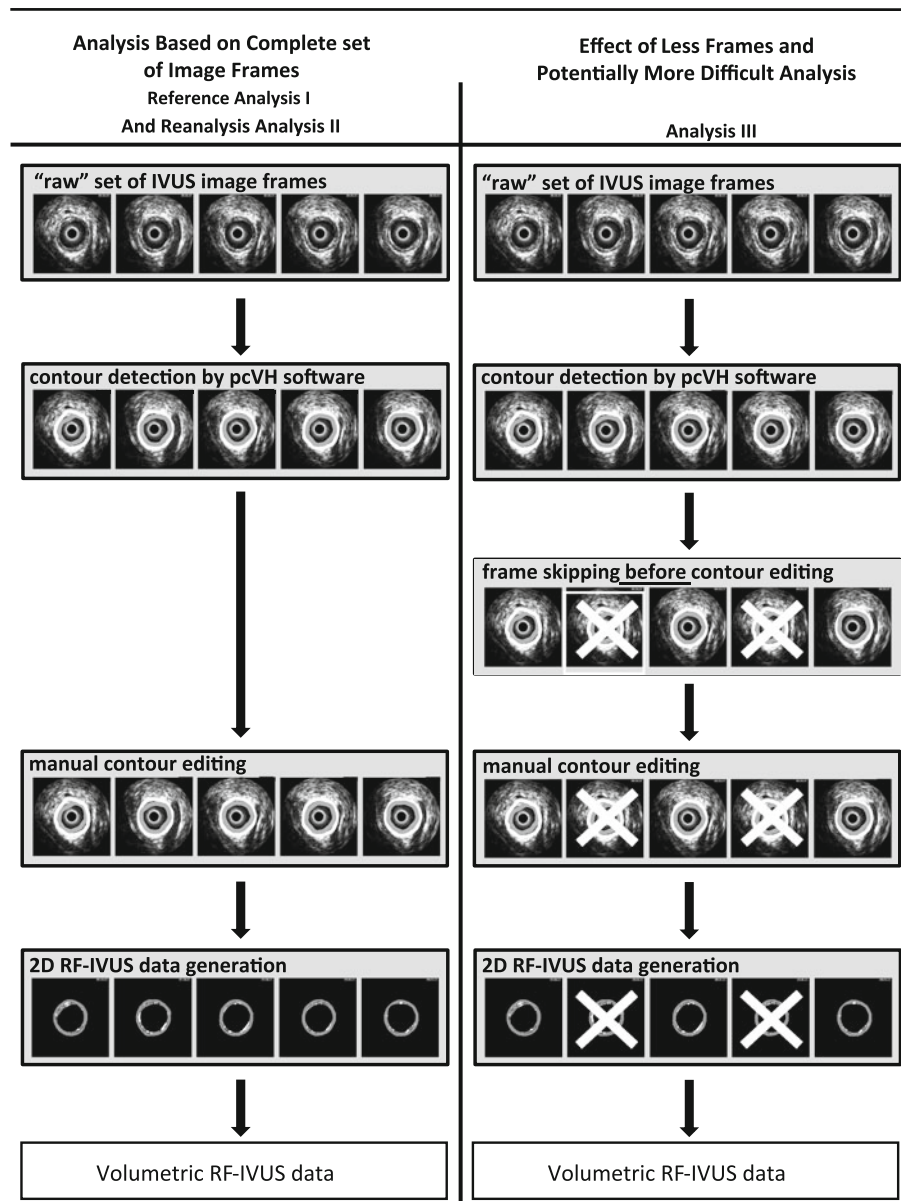 Analysis Based on Complete set
of Image Frames
Reference Analysis I
And Reanalysis Analysis II
"raw" set of IVUS image frames
contour detection by pcVH software
manual contour editing
2D RF-IVUS data generation
Volumetric RF-IVUS data
Effect of Less Frames and
Potentially More Difficult Analysis
Analysis III
"raw" set of IVUS image frames
contour detection by pcVH software
frame skipping before contour editing
manual contour editing
2D RF-IVUS data generation
Volumetric RF-IVUS data